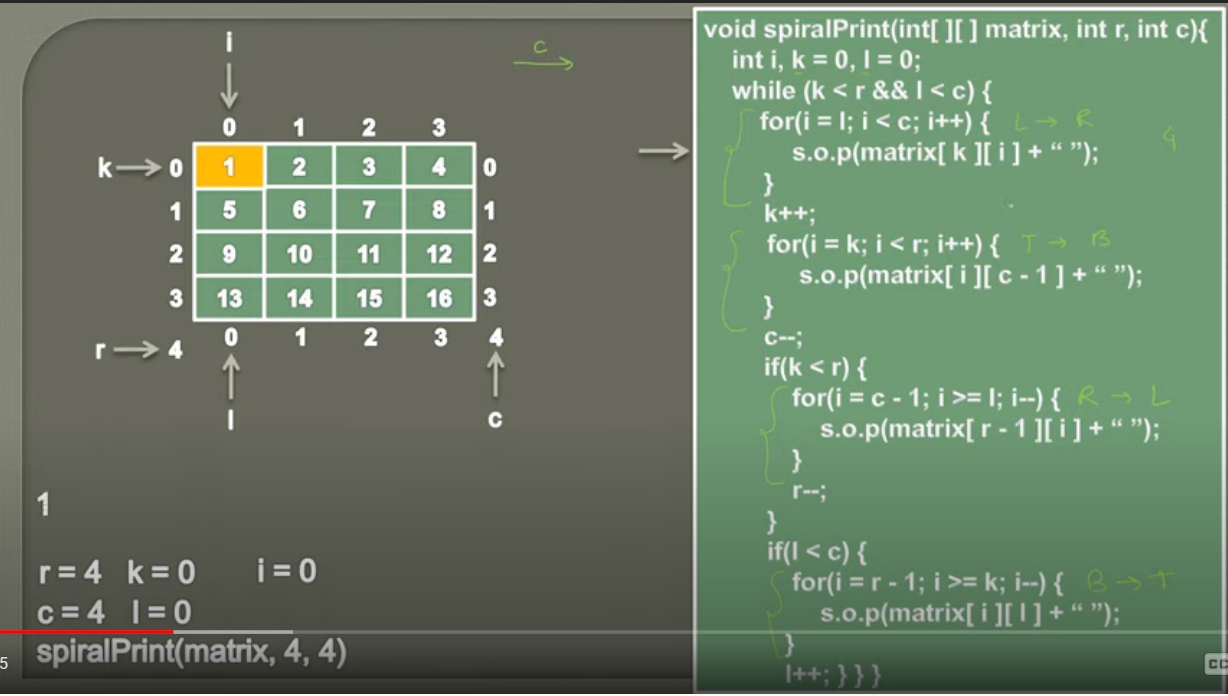 i
c
0 1 2 3
k 0 1 2 3 4 0
1 5 6 7 8 1
2 9 10 11 12 2
3 13 14 15 16 3
r 4 0 1 2 3 4
l c
1
r = 4 k = 0 i = 0
c = 4 l = 0
spiralPrint(matrix, 4, 4)
5
void spiralPrint(int[ ][ ] matrix, int r, int c){
int i, k = 0, l = 0;
while (k < r && l < c) {
for(i = l; i < c; i++) { L → R 4
s.o.p(matrix[ k ][ i ] + “ ”);
}
k++;
for(i = k; i < r; i++) { T → B
s.o.p(matrix[ i ][ c - 1 ] + “ ”);
}
c--;
if(k < r) {
for(i = c - 1; i >= l; i--) { R → L
s.o.p(matrix[ r - 1 ][ i ] + “ ”);
}
r--;
}
if(l < c) {
for(i = r - 1; i >= k; i--) { B → T
s.o.p(matrix[ i ][ l ] + “ ”);
}
l++; } } }
CC